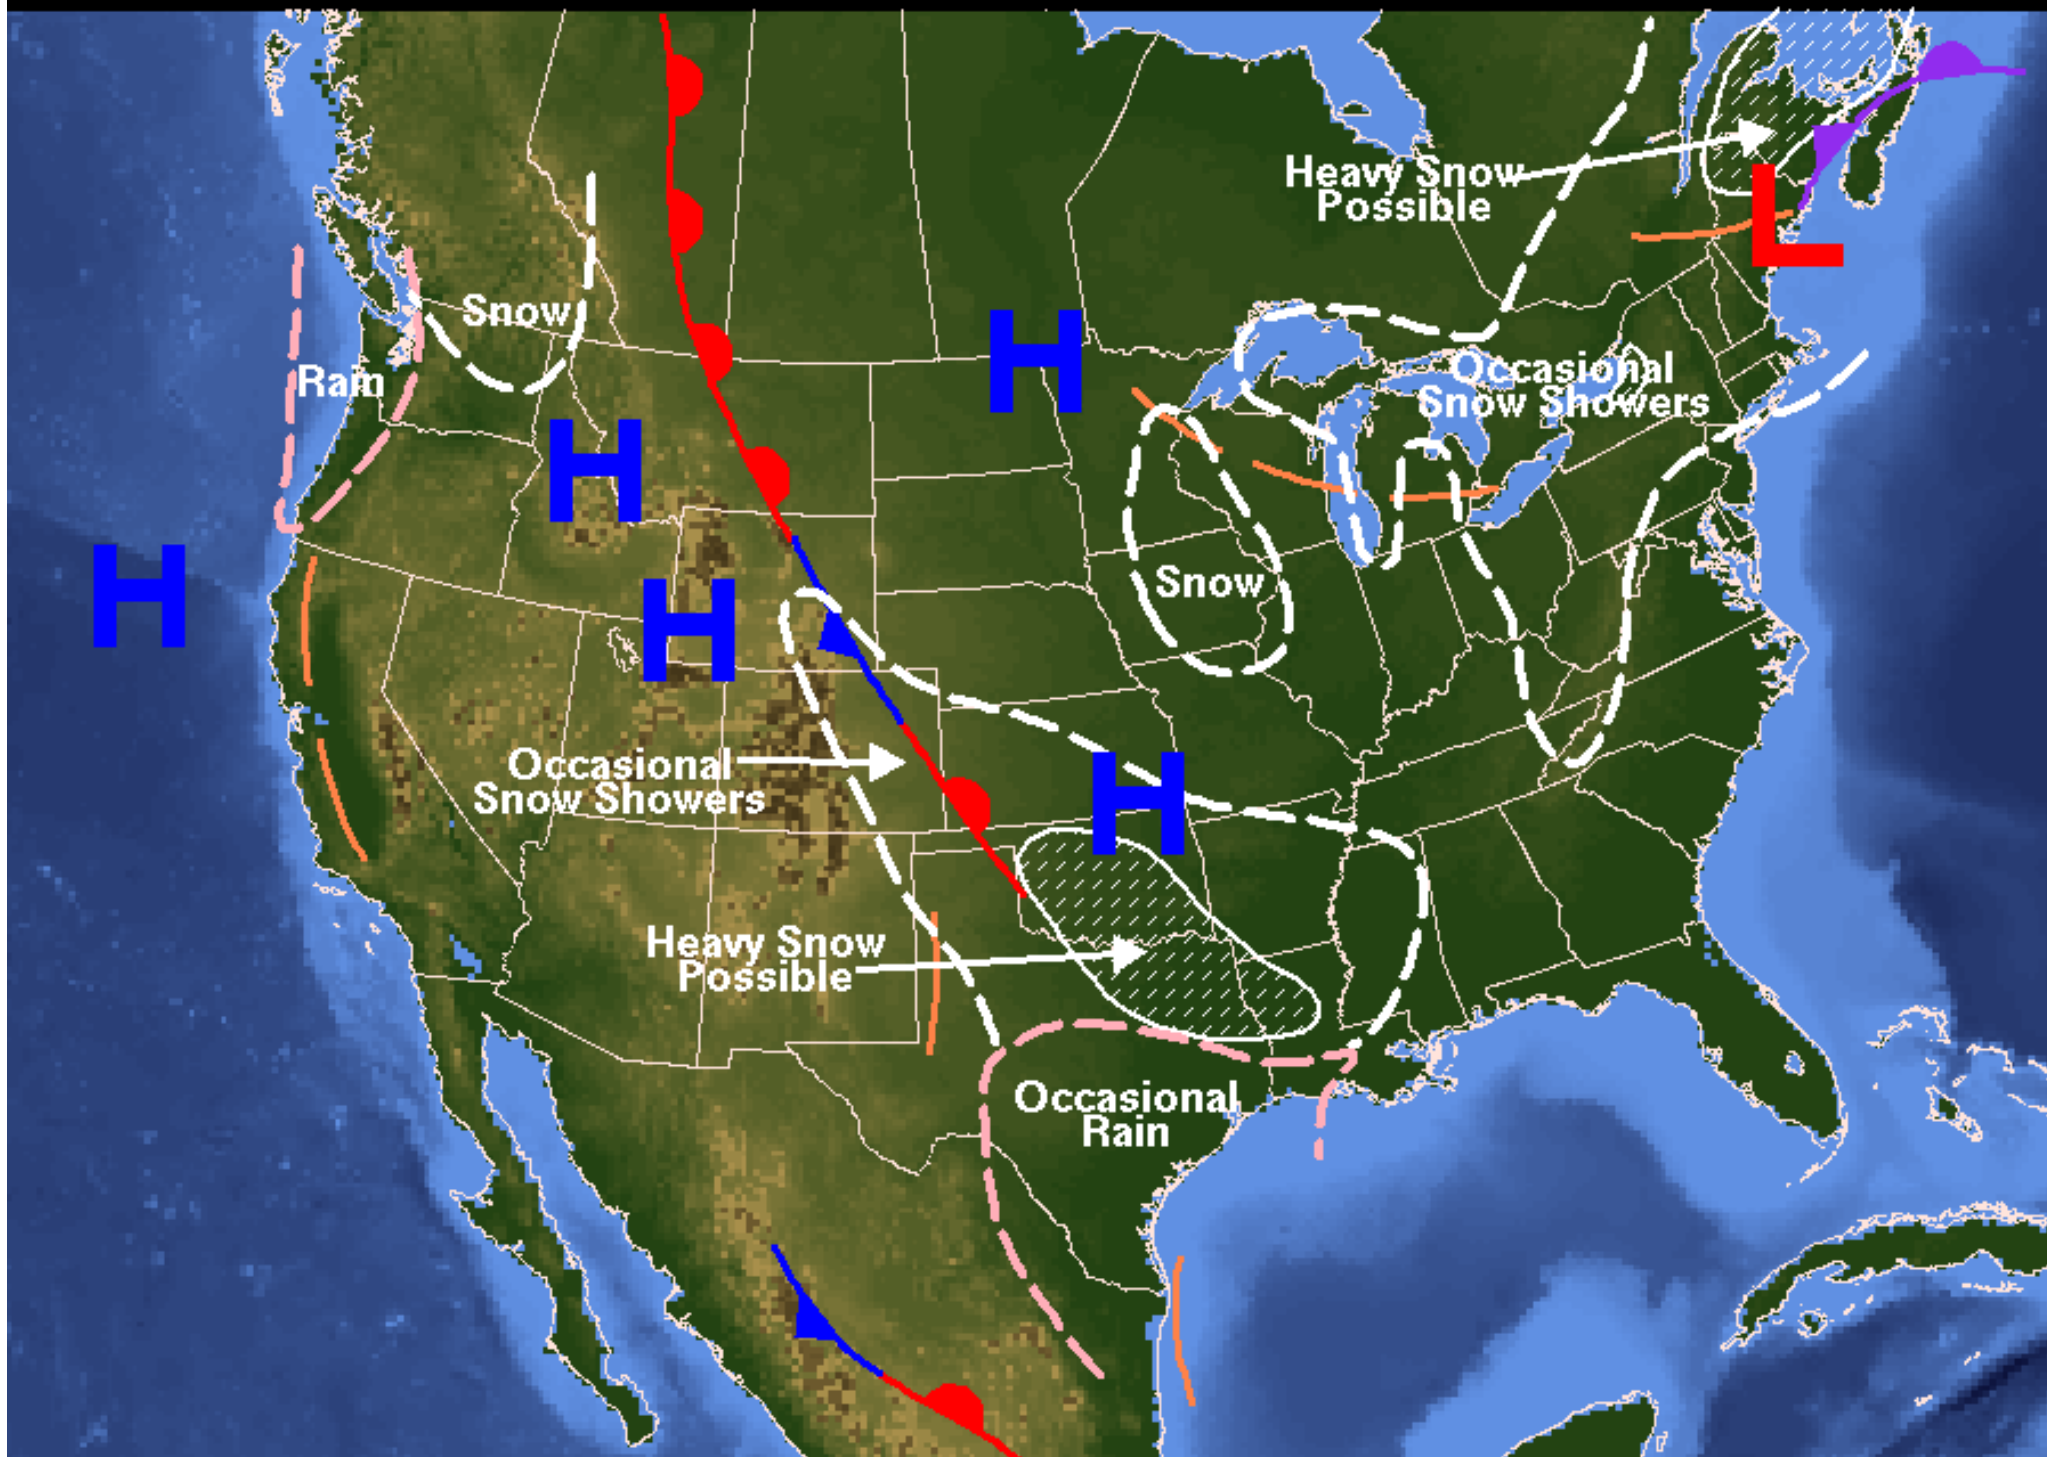 Heavy Snow
Possible
Snow
H
L
Rain
H
Occasional
Snow Showers
H
H
Snow
H
Occasional
Snow Showers
H
Heavy Snow
Possible
Occasional
Rain